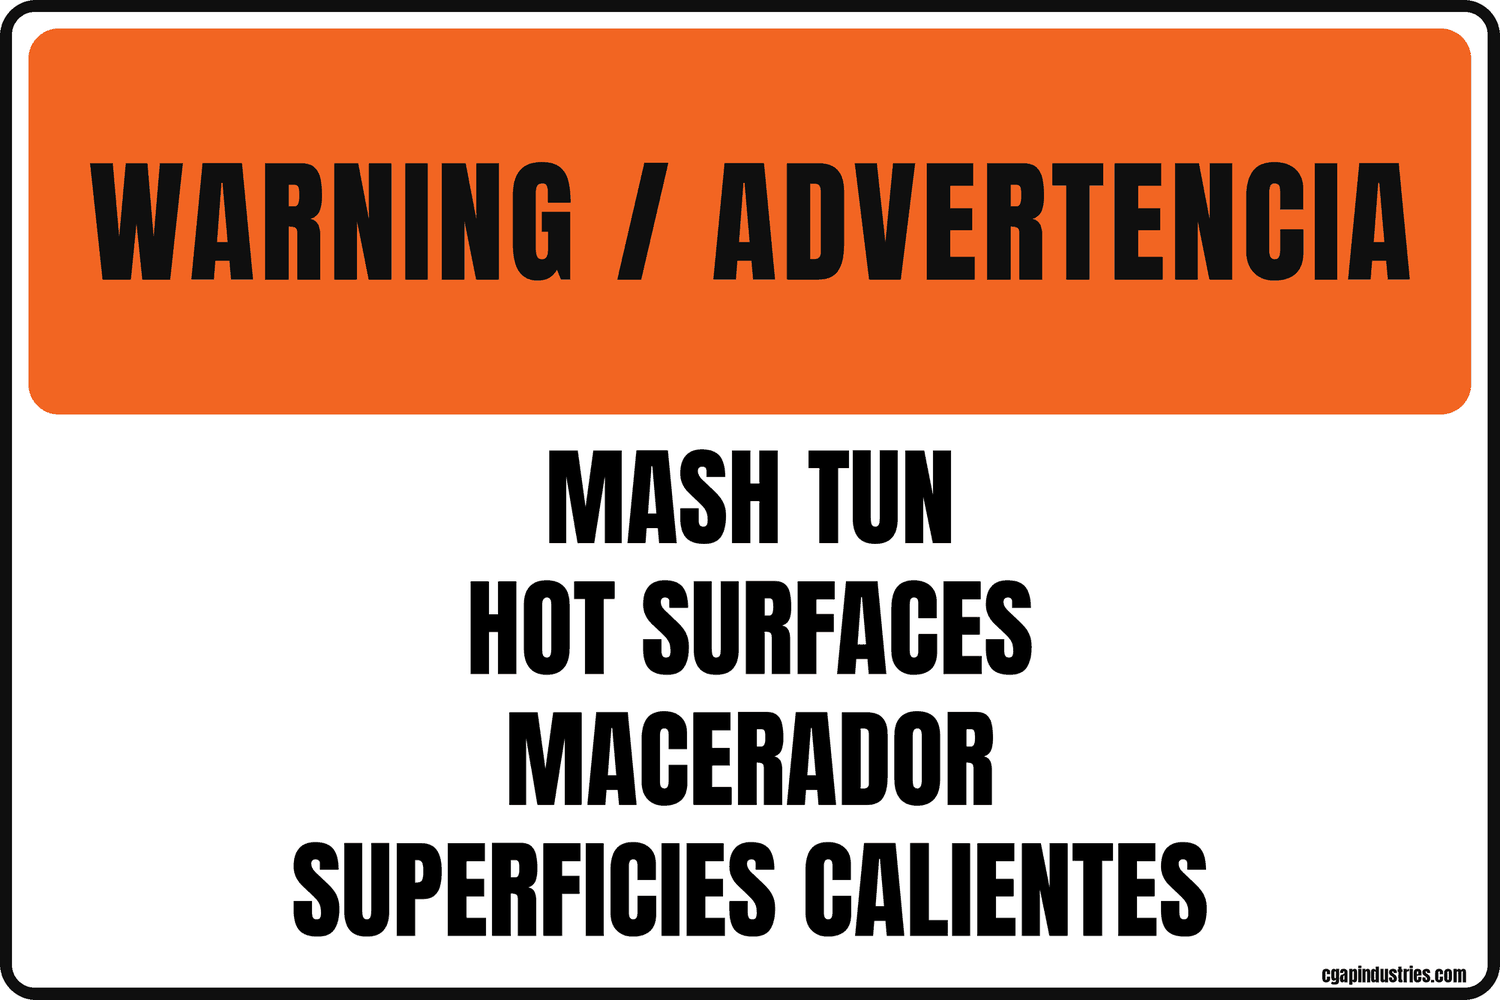 WARNING / ADVERTENCIA
MASH TUN
HOT SURFACES
MACERADOR
SUPERFICIES CALIENTES
cgapindustries.com